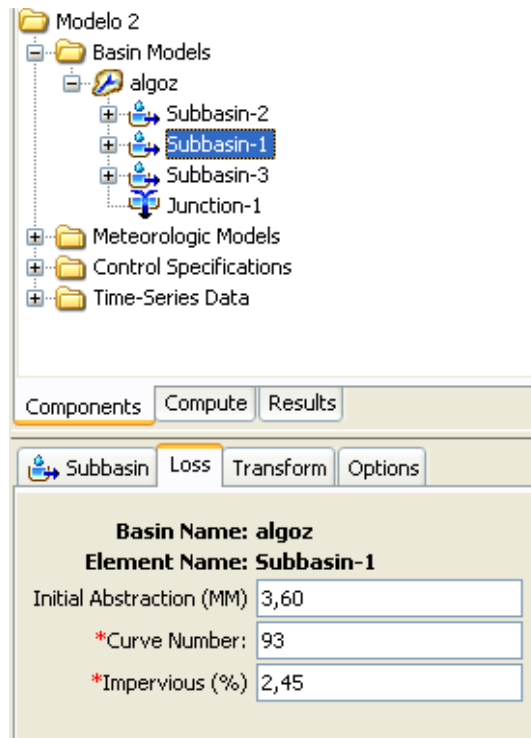 Modelo 2
Basin Models
algoz
Subbasin-2
Subbasin-1
Subbasin-3
Junction-1
Meteorologic Models
Control Specifications
Time-Series Data
Components Compute Results
Subbasin Loss Transform Options
Basin Name: algoz
Element Name: Subbasin-1
Initial Abstraction (MM) 3,60
*Curve Number: 93
*Impervious (%) 2,45